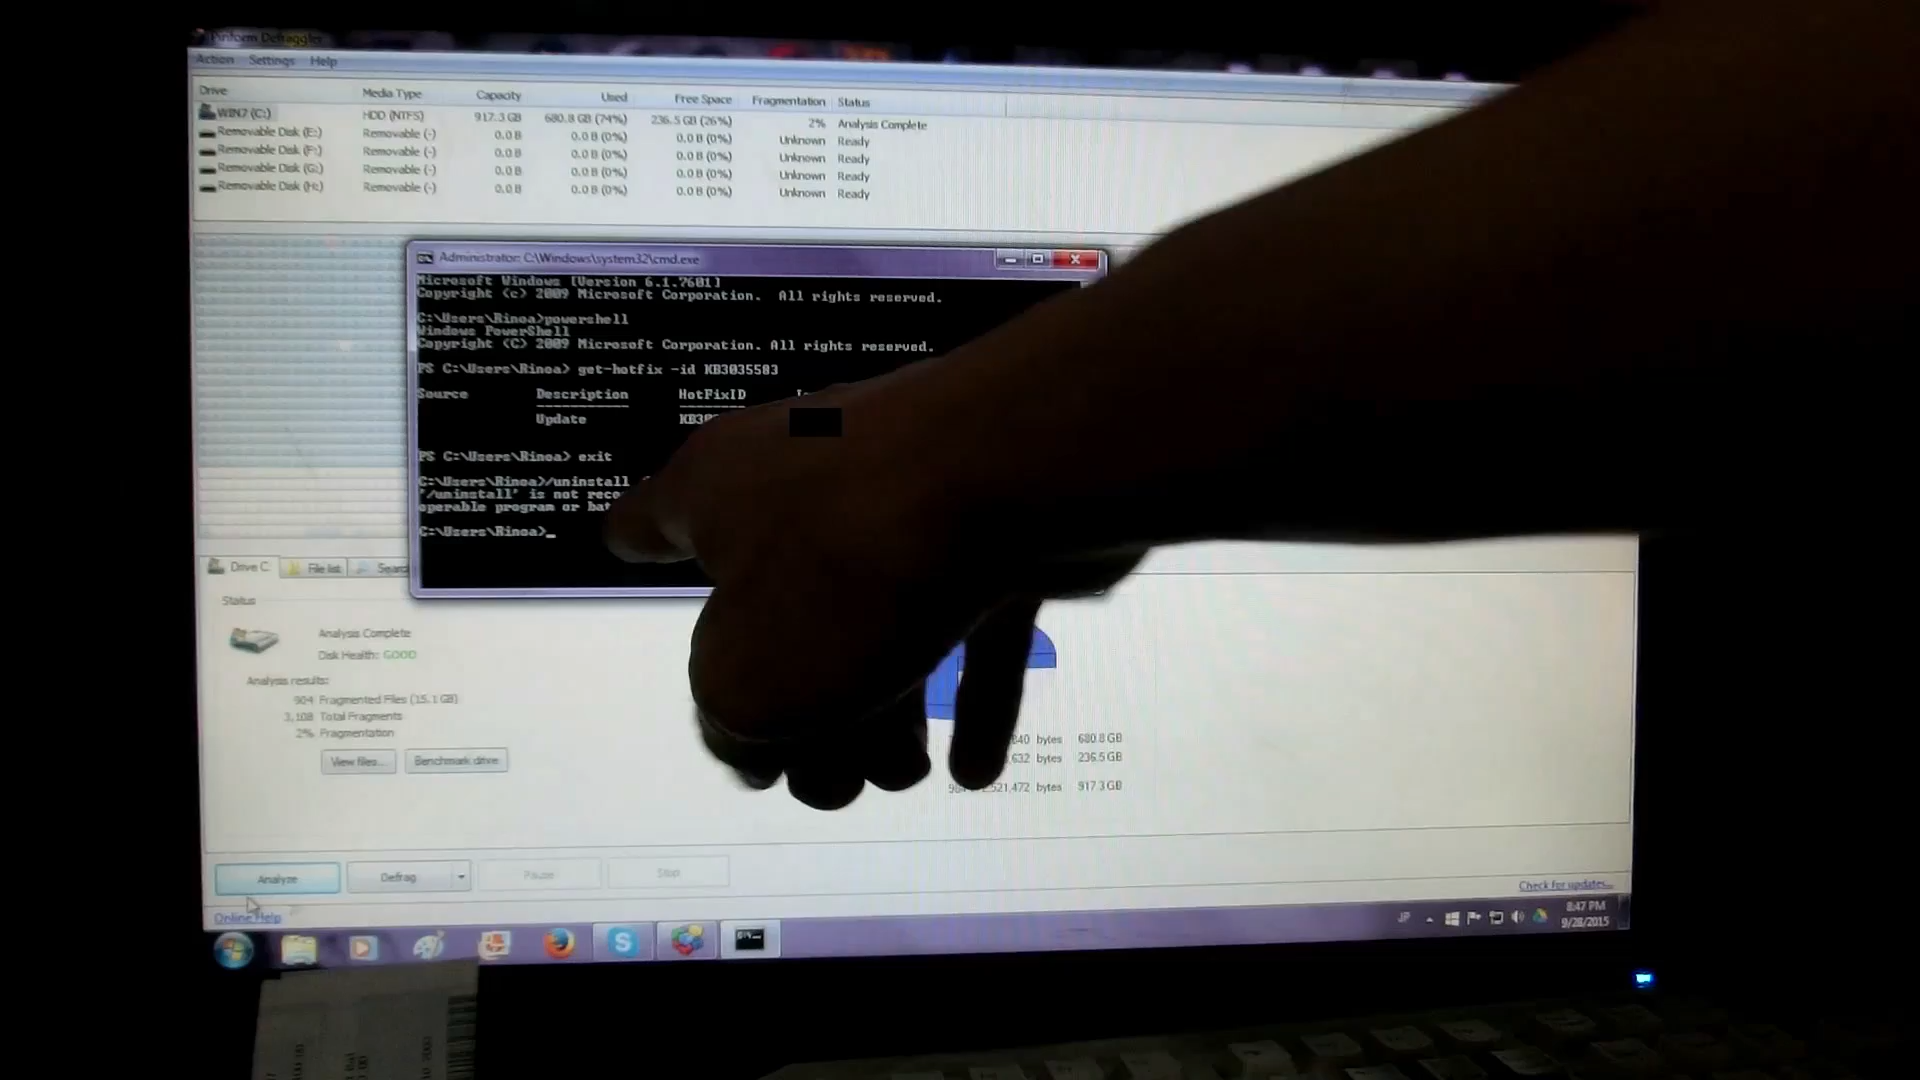 Piriform Defraggler
Action Settings Help
Drive Media Type Capacity Used Free Space Fragmentation Status
WIN7 (C:) HDD (NTFS) 917.3 GB 680.8 GB (74%) 236.5 GB (26%) 2% Analysis Complete
Removable Disk (E:) Removable (-) 0.0 B 0.0 B (0%) 0.0 B (0%) Unknown Ready
Removable Disk (F:) Removable (-) 0.0 B 0.0 B (0%) 0.0 B (0%) Unknown Ready
Removable Disk (G:) Removable (-) 0.0 B 0.0 B (0%) 0.0 B (0%) Unknown Ready
Removable Disk (H:) Removable (-) 0.0 B 0.0 B (0%) 0.0 B (0%) Unknown Ready
Administrator: C:\Windows\system32\cmd.exe
Microsoft Windows [Version 6.1.7601]
Copyright (c) 2009 Microsoft Corporation. All rights reserved.
C:\Users\Rinoa>powershell
Windows PowerShell
Copyright (C) 2009 Microsoft Corporation. All rights reserved.
PS C:\Users\Rinoa> get-hotfix -id KB3035583
Source Description HotFixID
Update
PS C:\Users\Rinoa> exit
C:\Users\Rinoa>/uninstall
'/uninstall' is not
operable program or
C:\Users\Rinoa>_
Drive C: File list Search
Status
Analysis Complete
Disk Health: GOOD
Analysis results:
904 Fragmented Files (15.1 GB)
3,108 Total Fragments
2% Fragmentation
View files... Benchmark drive
840 bytes 680.8 GB
,632 bytes 236.5 GB
,521,472 bytes 917.3 GB
Analyze Defrag Pause Stop
Online Help Check for updates...
JP 8:47 PM
9/28/2015